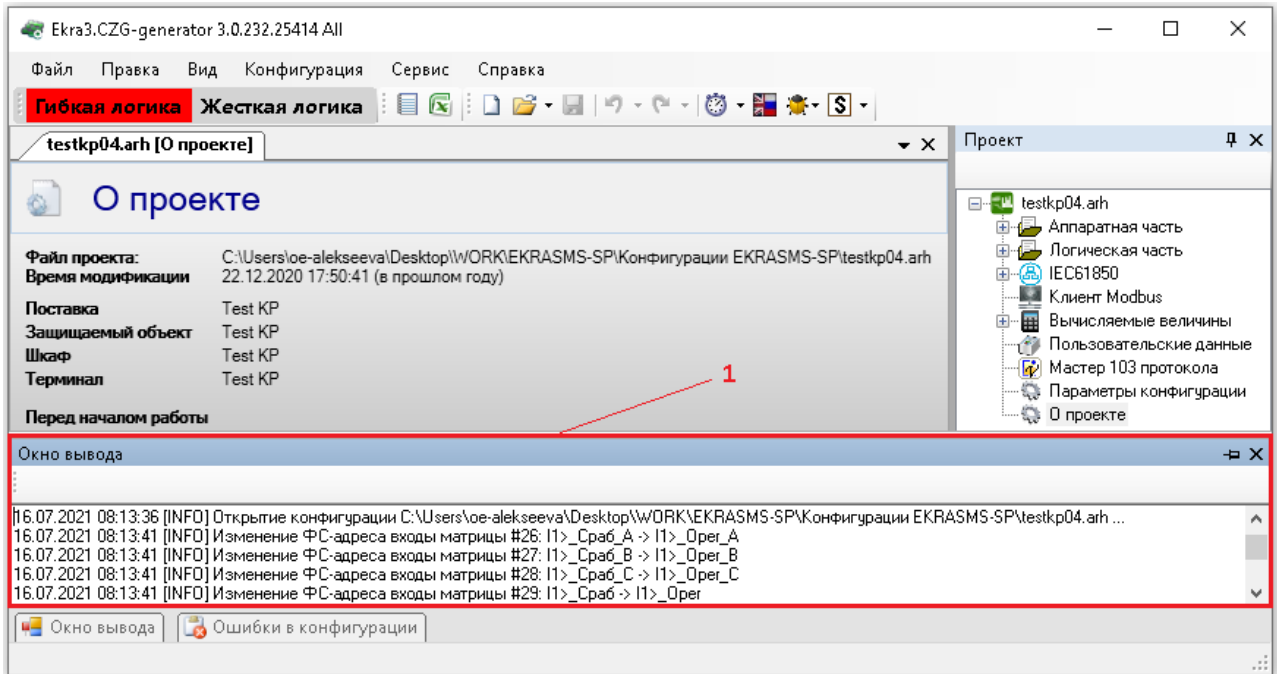 Ekra3.CZG-generator 3.0.232.25414 All
Файл Правка Вид Конфигурация Сервис Справка
Гибкая логика Жесткая логика
testkp04.arh [О проекте]
О проекте
Файл проекта: C:\Users\oe-alekseeva\Desktop\WORK\EKRASMS-SP\Конфигурации EKRASMS-SP\testkp04.arh
Время модификации 22.12.2020 17:50:41 (в прошлом году)
Поставка Test KP
Защищаемый объект Test KP
Шкаф Test KP
Терминал Test KP
Перед началом работы
Проект
testkp04.arh
Аппаратная часть
Логическая часть
IEC61850
Клиент Modbus
Вычисляемые величины
Пользовательские данные
Мастер 103 протокола
Параметры конфигурации
О проекте
1
Окно вывода
16.07.2021 08:13:36 [INFO] Открытие конфигурации C:\Users\oe-alekseeva\Desktop\WORK\EKRASMS-SP\Конфигурации EKRASMS-SP\testkp04.arh ...
16.07.2021 08:13:41 [INFO] Изменение ФС-адреса входы матрицы #26: I1>_Сраб_A -> I1>_Oper_A
16.07.2021 08:13:41 [INFO] Изменение ФС-адреса входы матрицы #27: I1>_Сраб_B -> I1>_Oper_B
16.07.2021 08:13:41 [INFO] Изменение ФС-адреса входы матрицы #28: I1>_Сраб_C -> I1>_Oper_C
16.07.2021 08:13:41 [INFO] Изменение ФС-адреса входы матрицы #29: I1>_Сраб -> I1>_Oper
Окно вывода Ошибки в конфигурации